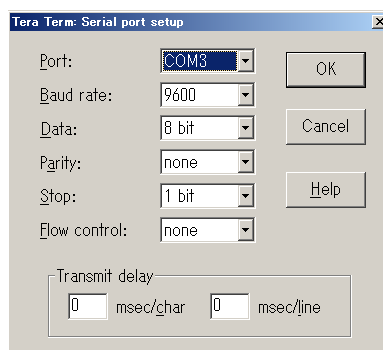 Tera Term: Serial port setup
Port: COM3 OK
Baud rate: 9600
Data: 8 bit Cancel
Parity: none
Stop: 1 bit Help
Flow control: none
Transmit delay
0 msec/char 0 msec/line